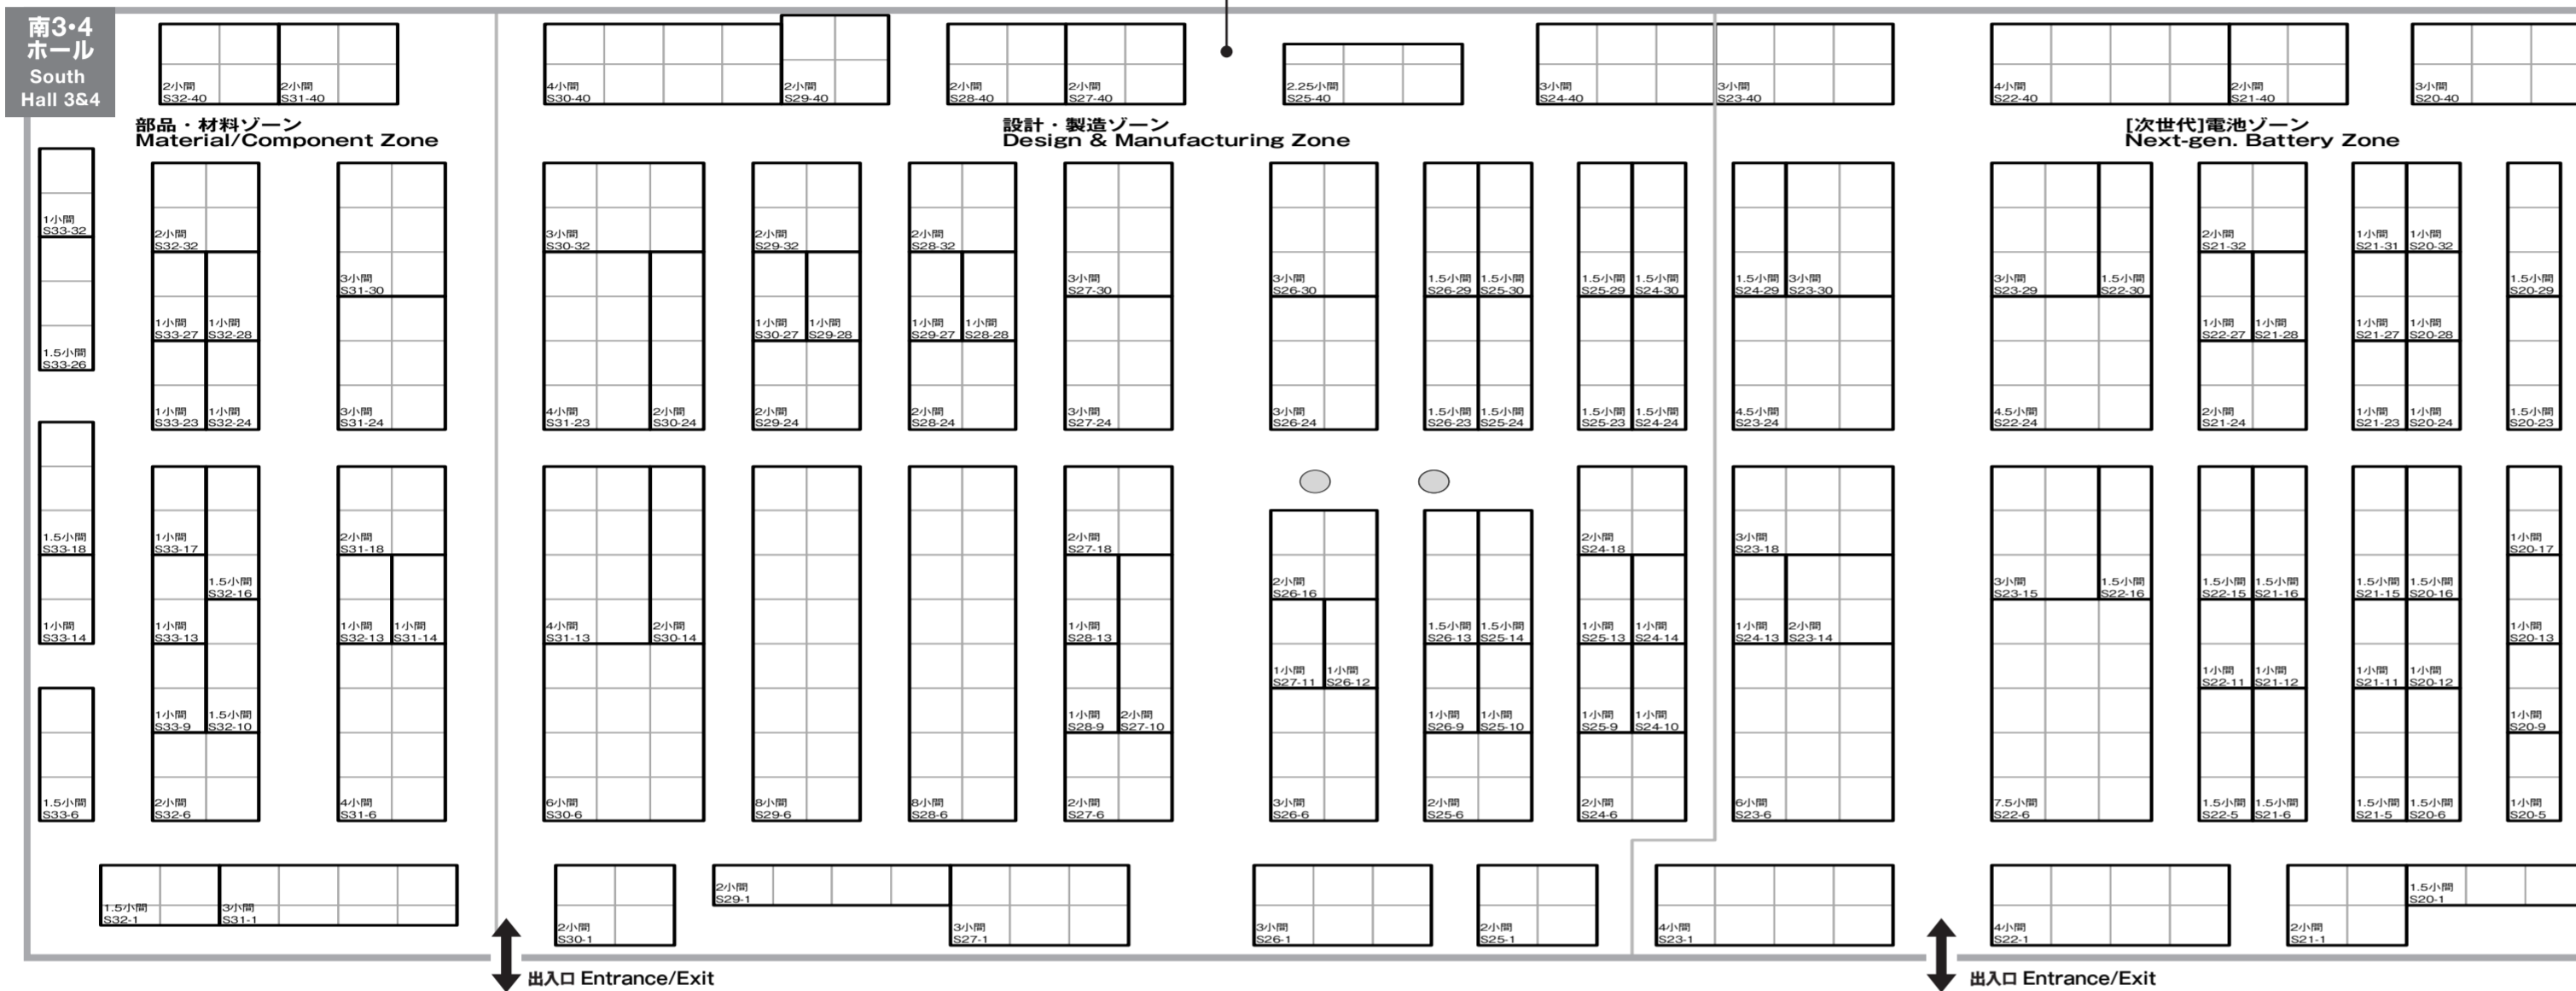 南3・4
ホール
South
Hall 3&4
2小間
S32-40
2小間
S31-40
4小間
S30-40
2小間
S29-40
2小間
S28-40
2小間
S27-40
2.25小間
S25-40
3小間
S24-40
3小間
S23-40
4小間
S22-40
2小間
S21-40
3小間
S20-40
部品・材料ゾーン
Material/Component Zone
設計・製造ゾーン
Design & Manufacturing Zone
[次世代]電池ゾーン
Next-gen. Battery Zone
1小間
S33-32
2小間
S32-32
3小間
S30-32
2小間
S29-32
2小間
S28-32
2小間
S21-32
1小間
S21-31
1小間
S20-32
3小間
S31-30
3小間
S27-30
3小間
S26-30
1.5小間
S26-29
1.5小間
S25-30
1.5小間
S25-29
1.5小間
S24-30
1.5小間
S24-29
3小間
S23-30
3小間
S23-29
1.5小間
S22-30
1.5小間
S20-29
1小間
S33-27
1小間
S32-28
1小間
S30-27
1小間
S29-28
1小間
S29-27
1小間
S28-28
1小間
S22-27
1小間
S21-28
1小間
S21-27
1小間
S20-28
1.5小間
S33-26
1小間
S33-23
1小間
S32-24
3小間
S31-24
4小間
S31-23
2小間
S30-24
2小間
S29-24
2小間
S28-24
3小間
S27-24
3小間
S26-24
1.5小間
S26-23
1.5小間
S25-24
1.5小間
S25-23
1.5小間
S24-24
4.5小間
S23-24
4.5小間
S22-24
2小間
S21-24
1小間
S21-23
1小間
S20-24
1.5小間
S20-23
1.5小間
S33-18
1小間
S33-17
2小間
S31-18
2小間
S27-18
2小間
S24-18
3小間
S23-18
1小間
S20-17
1.5小間
S32-16
2小間
S26-16
3小間
S23-15
1.5小間
S22-16
1.5小間
S22-15
1.5小間
S21-16
1.5小間
S21-15
1.5小間
S20-16
1小間
S33-14
1小間
S33-13
1小間
S32-13
1小間
S31-14
4小間
S31-13
2小間
S30-14
1小間
S28-13
1.5小間
S26-13
1.5小間
S25-14
1小間
S25-13
1小間
S24-14
1小間
S24-13
2小間
S23-14
1小間
S20-13
1小間
S27-11
1小間
S26-12
1小間
S22-11
1小間
S21-12
1小間
S21-11
1小間
S20-12
1小間
S33-9
1.5小間
S32-10
1小間
S28-9
2小間
S27-10
1小間
S26-9
1小間
S25-10
1小間
S25-9
1小間
S24-10
1小間
S20-9
1.5小間
S33-6
2小間
S32-6
4小間
S31-6
6小間
S30-6
8小間
S29-6
8小間
S28-6
2小間
S27-6
3小間
S26-6
2小間
S25-6
2小間
S24-6
6小間
S23-6
7.5小間
S22-6
1.5小間
S22-5
1.5小間
S21-6
1.5小間
S21-5
1.5小間
S20-6
1小間
S20-5
1.5小間
S32-1
3小間
S31-1
2小間
S30-1
2小間
S29-1
3小間
S27-1
3小間
S26-1
2小間
S25-1
4小間
S23-1
4小間
S22-1
2小間
S21-1
1.5小間
S20-1
出入口 Entrance/Exit
出入口 Entrance/Exit